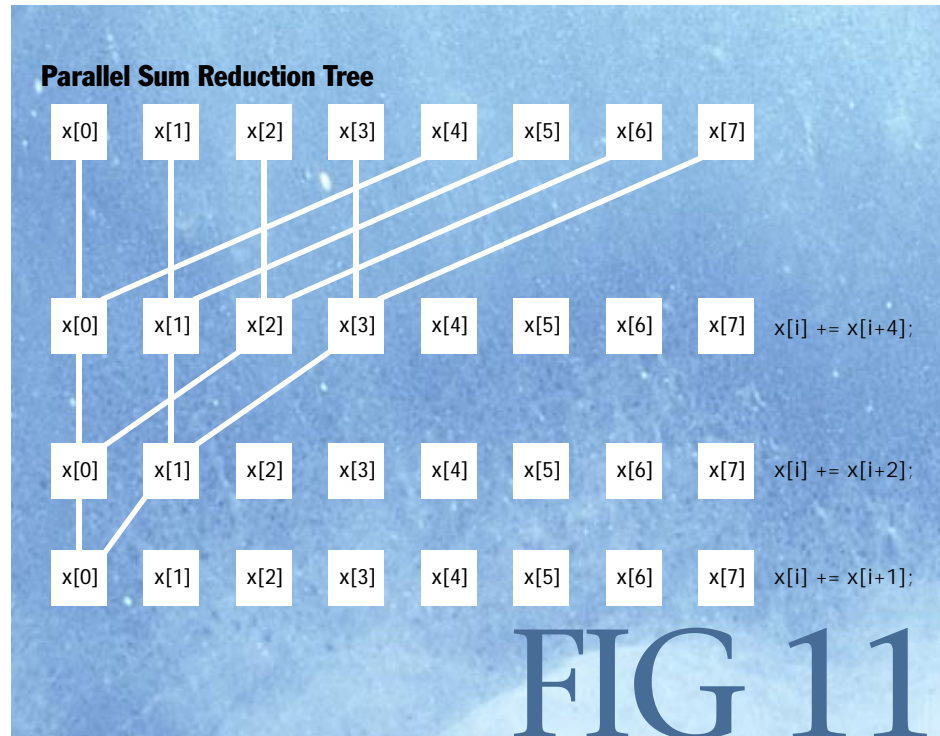 Parallel Sum Reduction Tree
x[0] x[1] x[2] x[3] x[4] x[5] x[6] x[7]
x[0] x[1] x[2] x[3] x[4] x[5] x[6] x[7] x[i] += x[i+4];
x[0] x[1] x[2] x[3] x[4] x[5] x[6] x[7] x[i] += x[i+2];
x[0] x[1] x[2] x[3] x[4] x[5] x[6] x[7] x[i] += x[i+1];
FIG 11